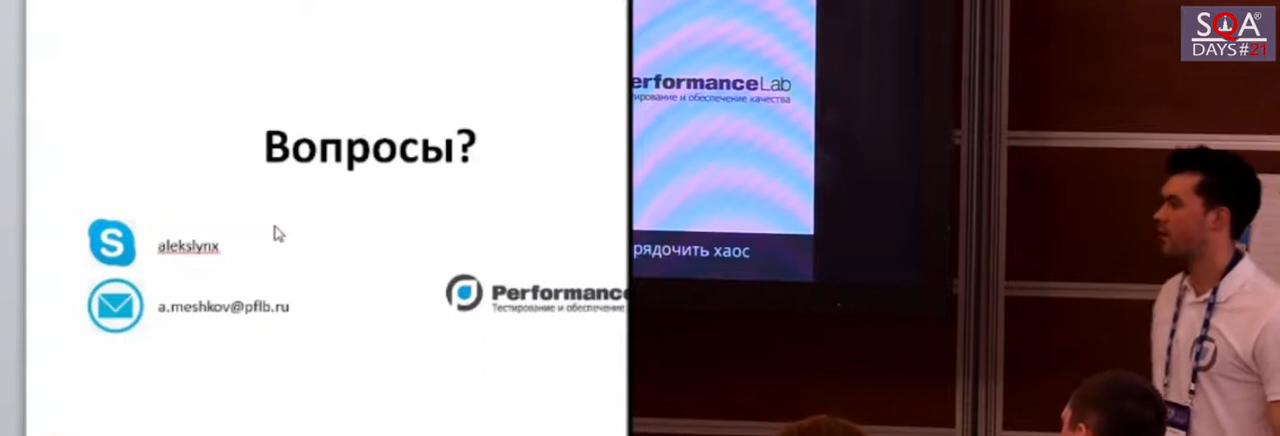 Вопросы?
alekslynx
a.meshkov@pflb.ru
Performance
Тестирование и обеспечение
erformanceLab
тирование и обеспечение качества
рядочить хаос
SQA®
DAYS#21